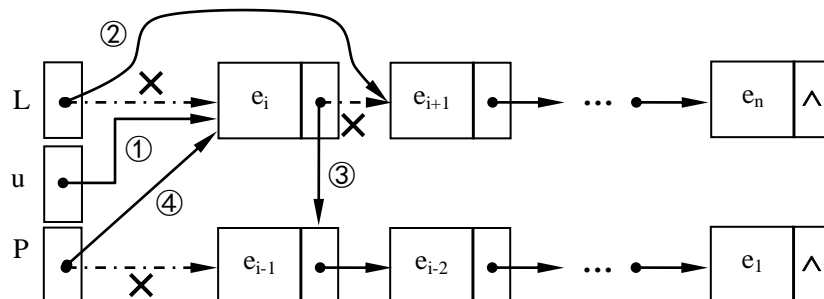 ②
L e_i e_{i+1} ... e_n ∧
①
u ③
④
P e_{i-1} e_{i-2} ... e_1 ∧